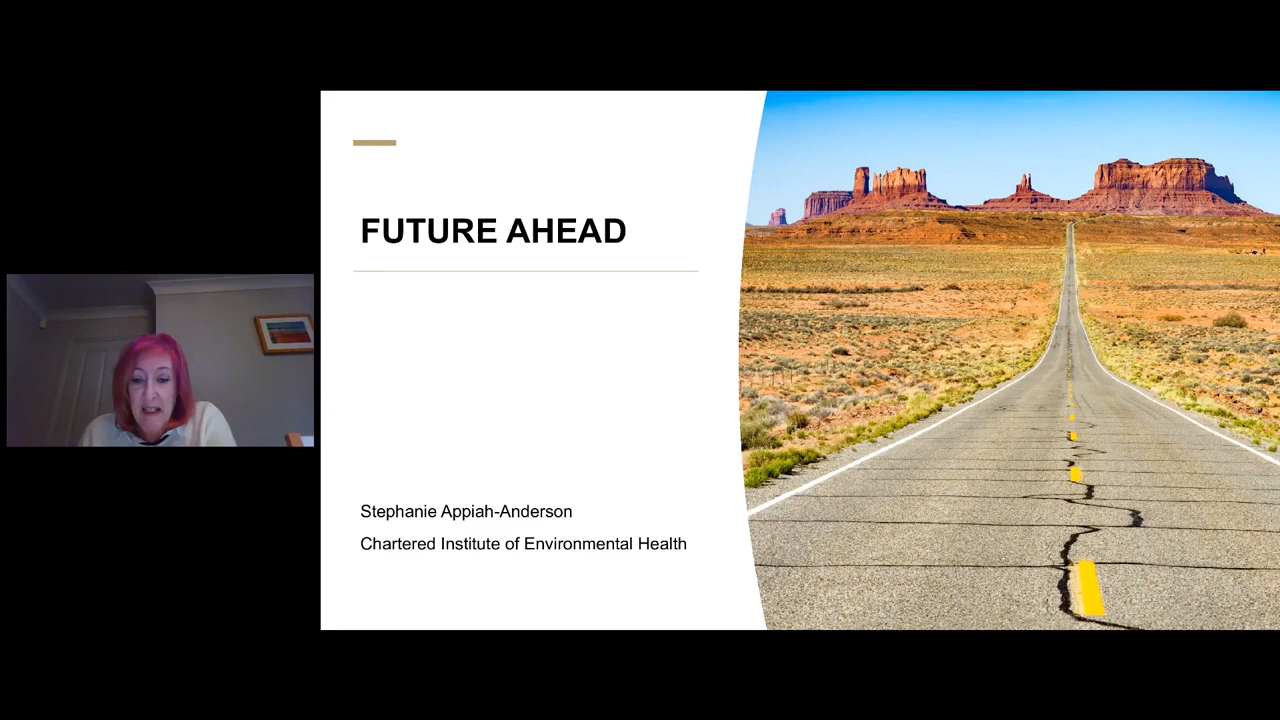 FUTURE AHEAD
Stephanie Appiah-Anderson
Chartered Institute of Environmental Health